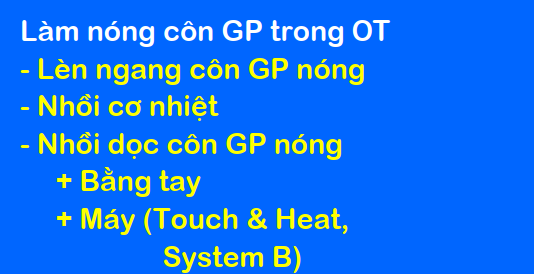 Làm nóng côn GP trong OT
- Lèn ngang côn GP nóng
- Nhồi cơ nhiệt
- Nhồi dọc côn GP nóng
+ Bằng tay
+ Máy (Touch & Heat,
System B)